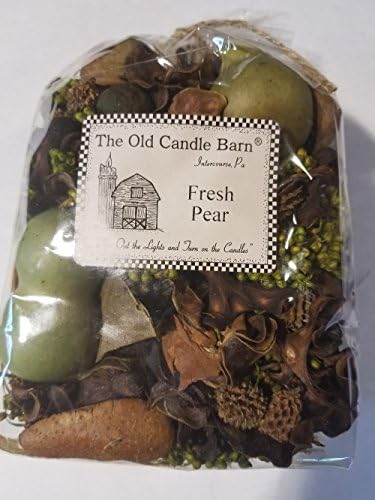 The Old Candle Barn®
Intercourse, Pa
Fresh
Pear
"Out the Lights and Turn on the Candles"